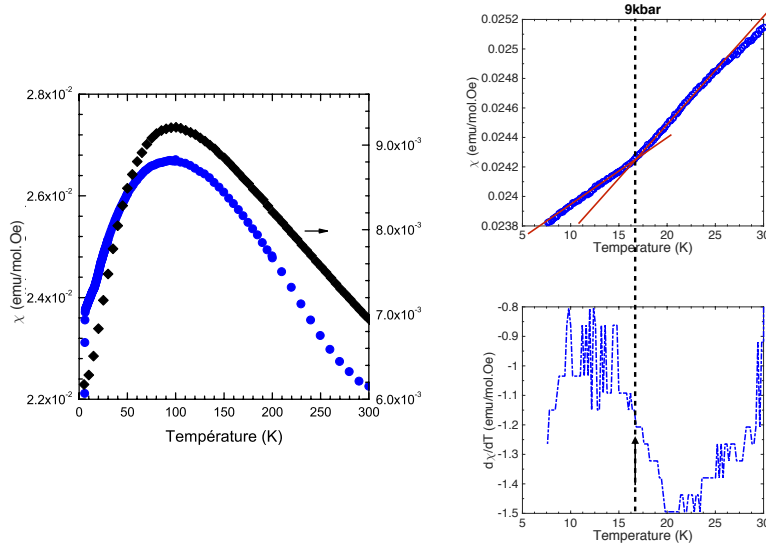 2.8x10⁻²
2.6x10⁻²
2.4x10⁻²
2.2x10⁻²
χ (emu/mol.Oe)
9.0x10⁻³
8.0x10⁻³
7.0x10⁻³
6.0x10⁻³
0 50 100 150 200 250 300
Température (K)
9kbar
0.0252
0.025
0.0248
0.0246
0.0244
0.0242
0.024
0.0238
χ (emu/mol.Oe)
5 10 15 20 25 30
Temperature (K)
-0.8
-0.9
-1
-1.1
-1.2
-1.3
-1.4
-1.5
dχ/dT (emu/mol.Oe)
5 10 15 20 25 30
Temperature (K)